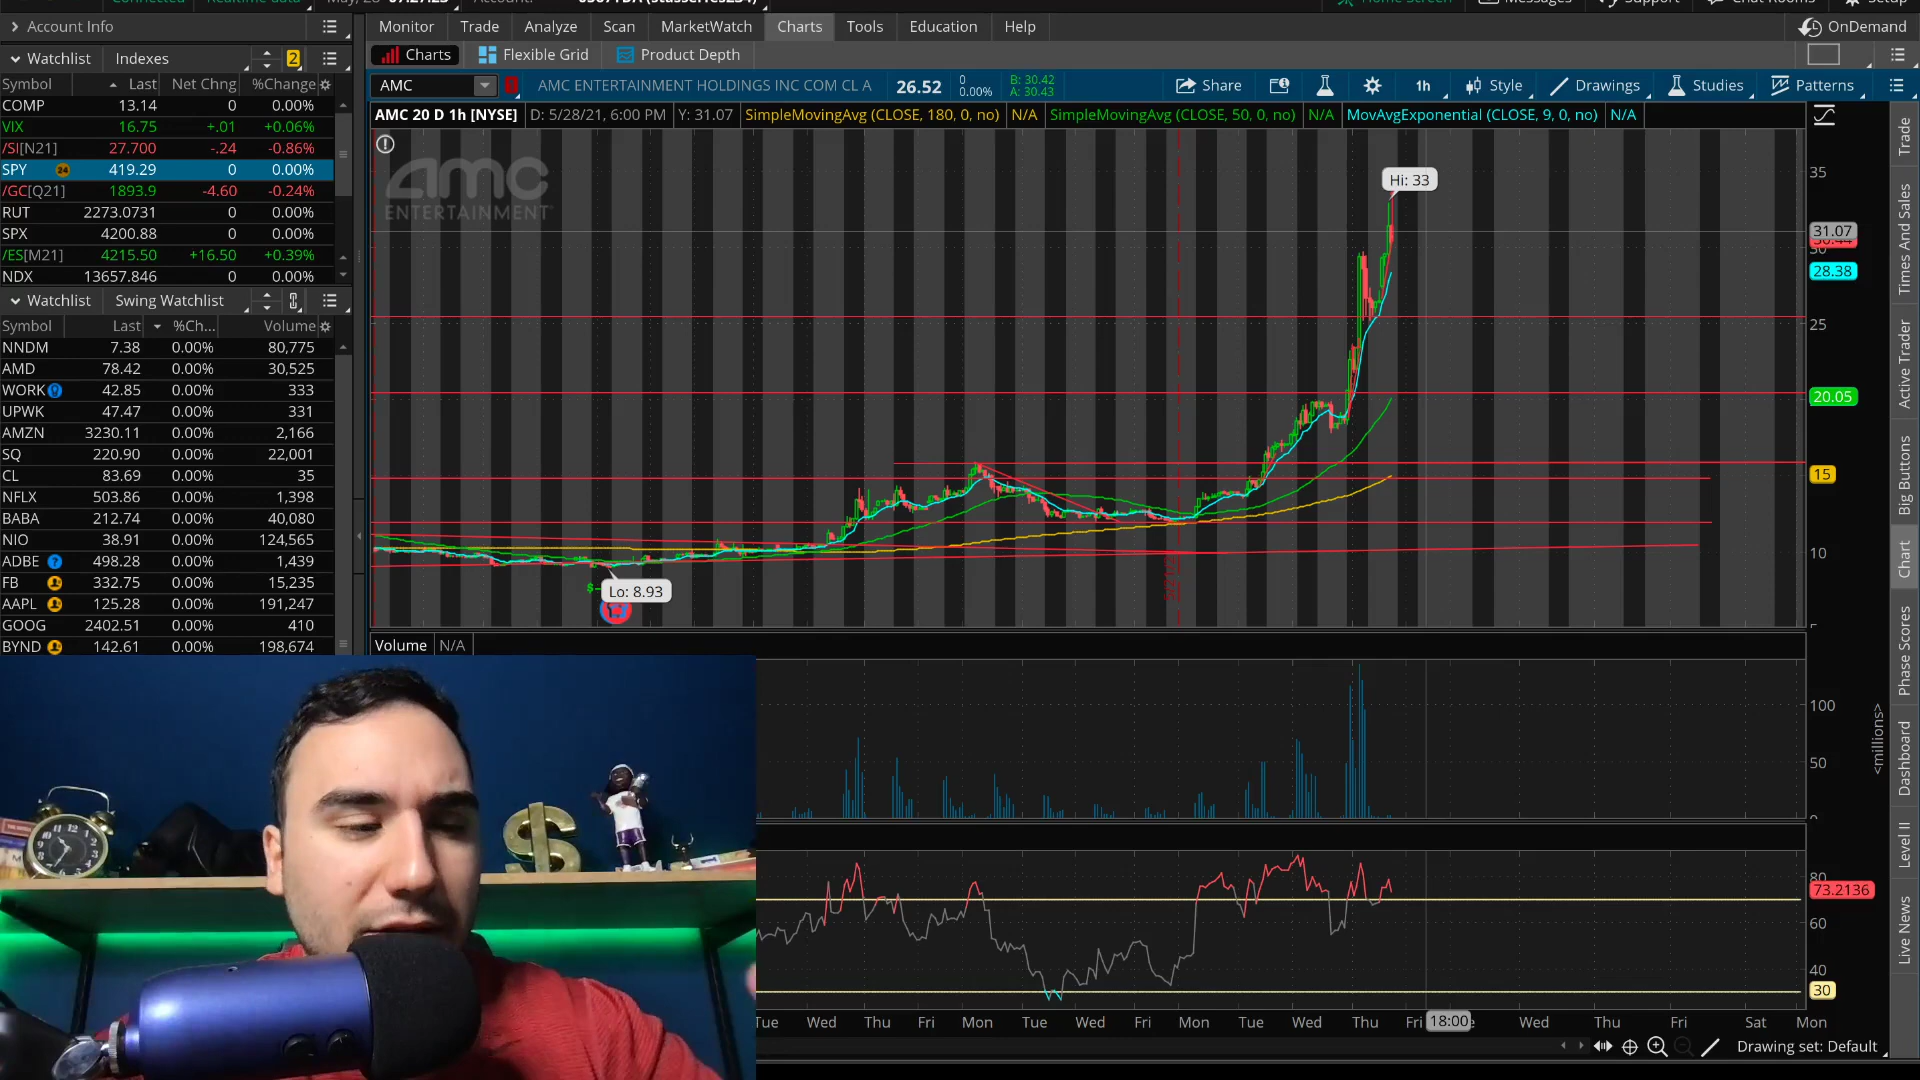 Account Info
Monitor Trade Analyze Scan MarketWatch Charts Tools Education Help
OnDemand
Watchlist Indexes 2
Charts Flexible Grid Product Depth
Symbol Last Net Chng %Change
COMP 13.14 0 0.00%
VIX 16.75 +.01 +0.06%
/SI[N21] 27.700 -.24 -0.86%
SPY 24 419.29 0 0.00%
/GC[Q21] 1893.9 -4.60 -0.24%
RUT 2273.0731 0 0.00%
SPX 4200.88 0 0.00%
/ES[M21] 4215.50 +16.50 +0.39%
NDX 13657.846 0 0.00%
Watchlist Swing Watchlist
Symbol Last %Ch... Volume
NNDM 7.38 0.00% 80,775
AMD 78.42 0.00% 30,525
WORK 42.85 0.00% 333
UPWK 47.47 0.00% 331
AMZN 3230.11 0.00% 2,166
SQ 220.90 0.00% 22,001
CL 83.69 0.00% 35
NFLX 503.86 0.00% 1,398
BABA 212.74 0.00% 40,080
NIO 38.91 0.00% 124,565
ADBE ? 498.28 0.00% 1,439
FB 332.75 0.00% 15,235
AAPL 125.28 0.00% 191,247
GOOG 2402.51 0.00% 410
BYND 142.61 0.00% 198,674
AMC AMC ENTERTAINMENT HOLDINGS INC COM CL A 26.52 0 0.00% B: 30.42 A: 30.43 Share 1h Style Drawings Studies Patterns
AMC 20 D 1h [NYSE] D: 5/28/21, 6:00 PM Y: 31.07 SimpleMovingAvg (CLOSE, 180, 0, no) N/A SimpleMovingAvg (CLOSE, 50, 0, no) N/A MovAvgExponential (CLOSE, 9, 0, no) N/A
amc
ENTERTAINMENT
Hi: 33
Lo: 8.93
$
35
31.07
28.38
25
20.05
15
10
Volume N/A
100
50
<millions>
80
73.2136
60
40
30
Tue Wed Thu Fri Mon Tue Wed Fri Mon Tue Wed Thu Fri 18:00 Wed Thu Fri Sat Mon
Drawing set: Default
Trade
Times And Sales
Active Trader
Big Buttons
Chart
Phase Scores
Dashboard
Level II
Live News
$